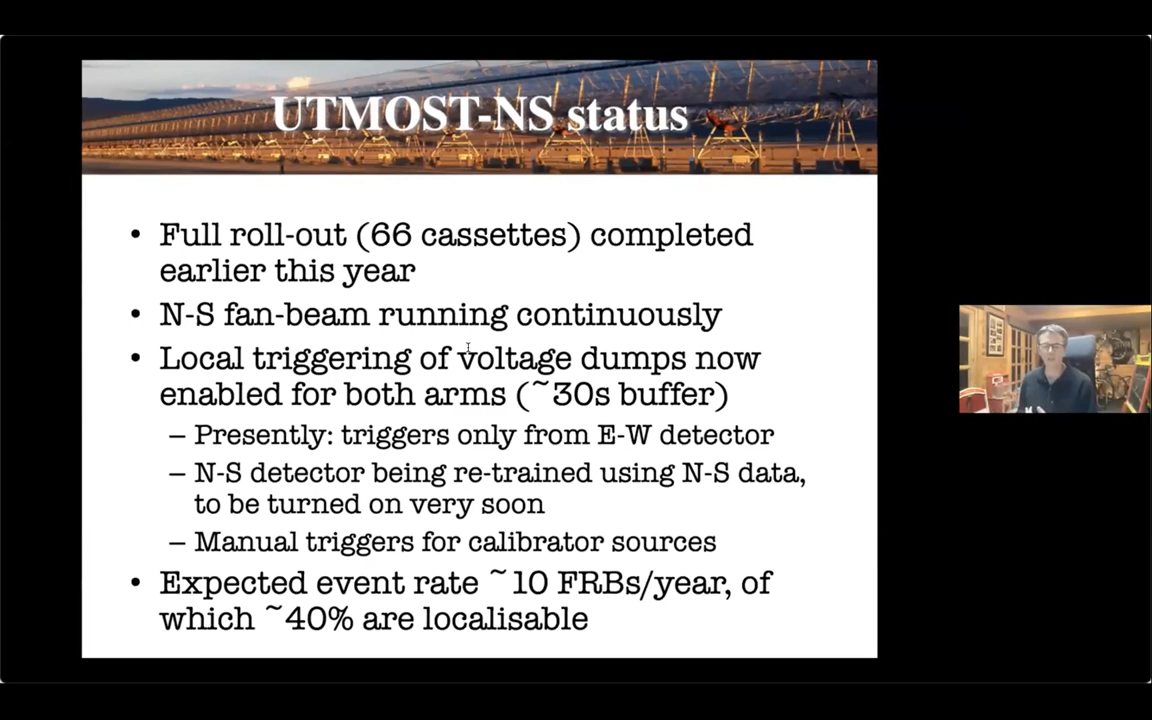 UTMOST-NS status
• Full roll-out (66 cassettes) completed
earlier this year
• N-S fan-beam running continuously
• Local triggering of voltage dumps now
enabled for both arms (~30s buffer)
– Presently: triggers only from E-W detector
– N-S detector being re-trained using N-S data,
to be turned on very soon
– Manual triggers for calibrator sources
• Expected event rate ~10 FRBs/year, of
which ~40% are localisable